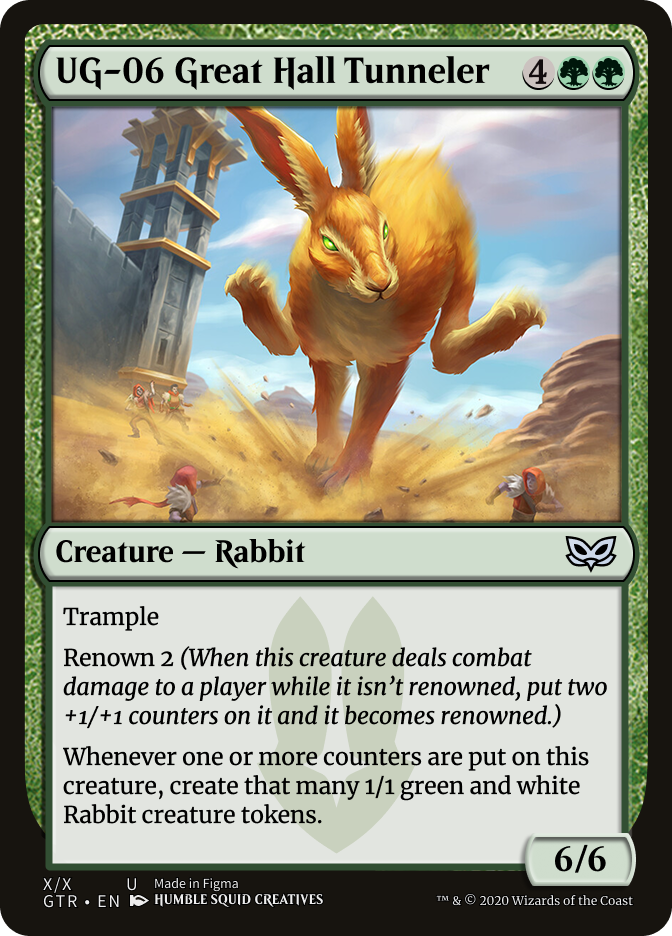 UG-06 Great Hall Tunneler 4
Creature — Rabbit
Trample
Renown 2 (When this creature deals combat
damage to a player while it isn't renowned, put two
+1/+1 counters on it and it becomes renowned.)
Whenever one or more counters are put on this
creature, create that many 1/1 green and white
Rabbit creature tokens.
6/6
X/X U Made in Figma
GTR • EN HUMBLE SQUID CREATIVES ™ & © 2020 Wizards of the Coast